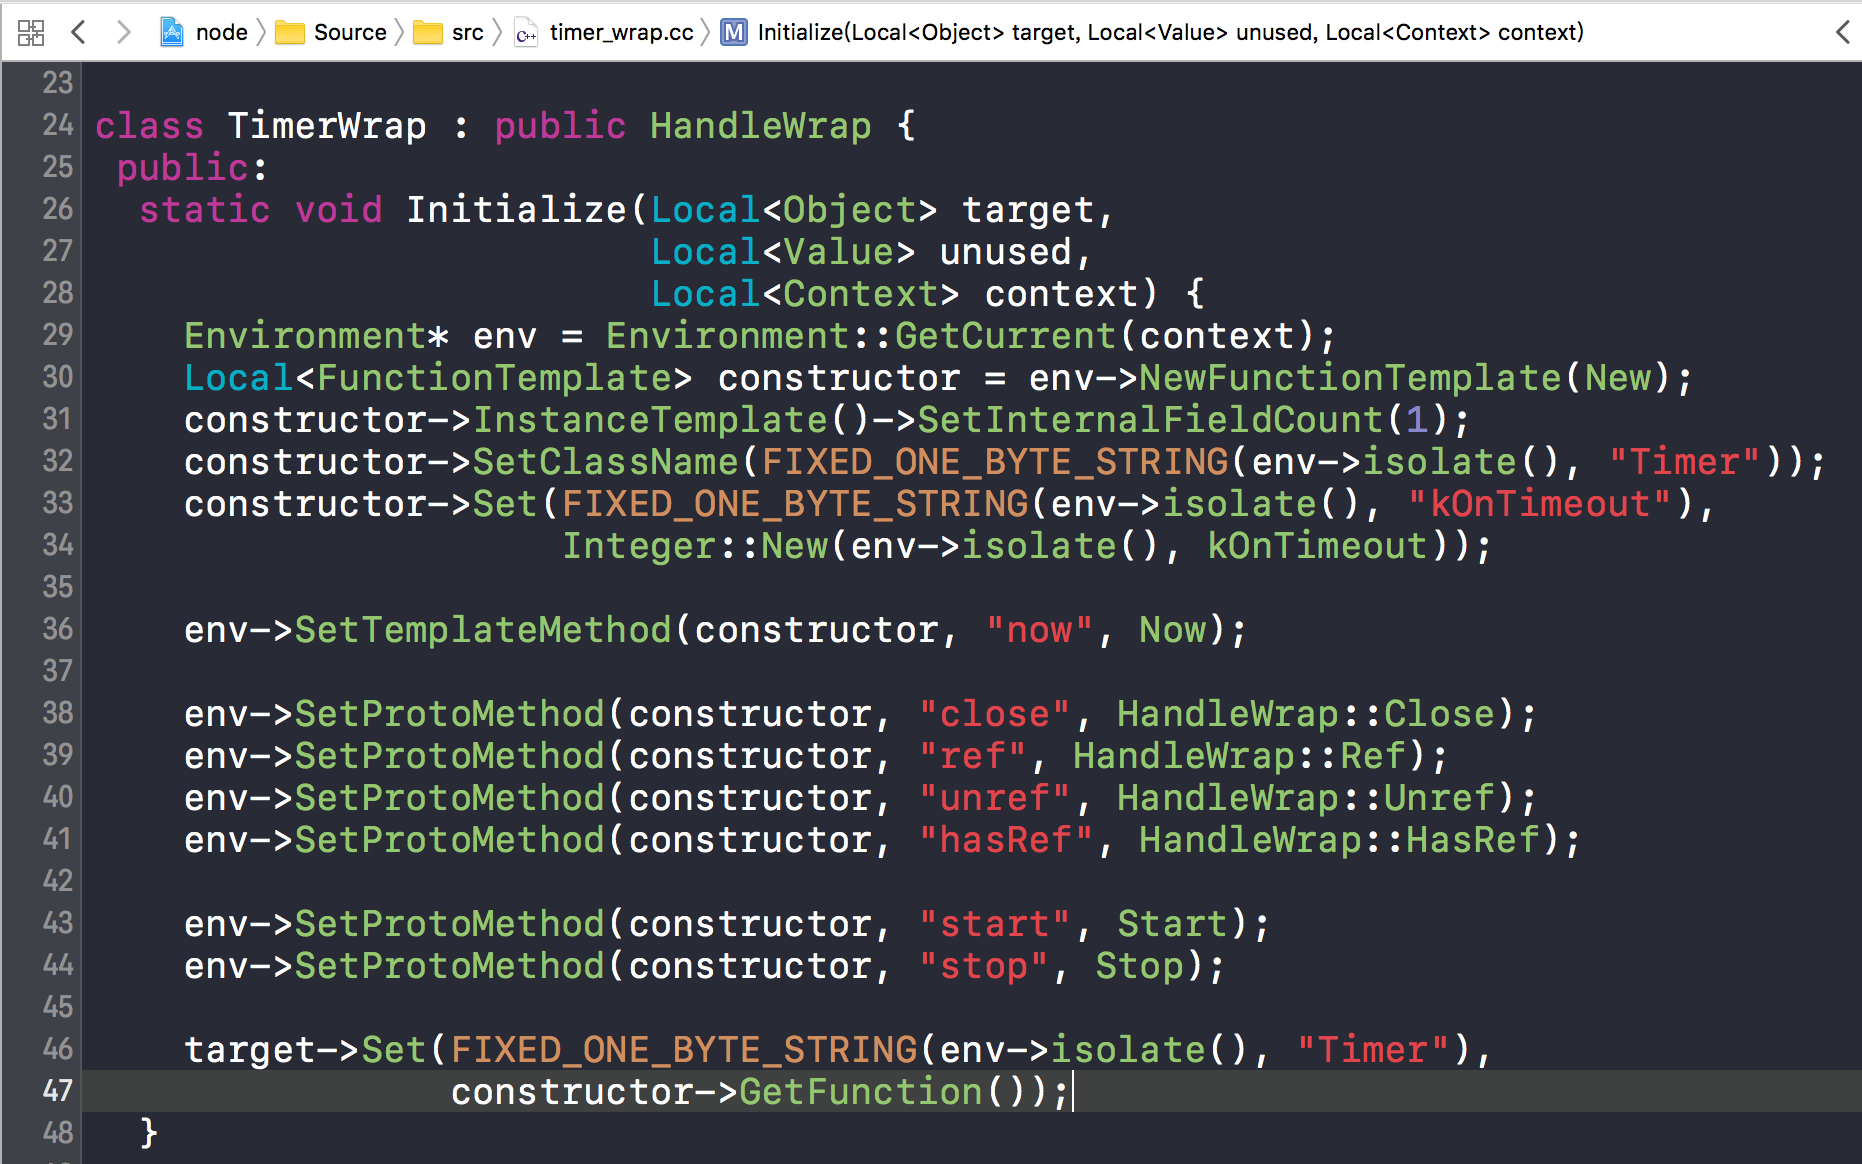 node Source src timer_wrap.cc M Initialize(Local<Object> target, Local<Value> unused, Local<Context> context)
23
24 class TimerWrap : public HandleWrap {
25  public:
26   static void Initialize(Local<Object> target,
27                          Local<Value> unused,
28                          Local<Context> context) {
29     Environment* env = Environment::GetCurrent(context);
30     Local<FunctionTemplate> constructor = env->NewFunctionTemplate(New);
31     constructor->InstanceTemplate()->SetInternalFieldCount(1);
32     constructor->SetClassName(FIXED_ONE_BYTE_STRING(env->isolate(), "Timer"));
33     constructor->Set(FIXED_ONE_BYTE_STRING(env->isolate(), "kOnTimeout"),
34                      Integer::New(env->isolate(), kOnTimeout));
35
36     env->SetTemplateMethod(constructor, "now", Now);
37
38     env->SetProtoMethod(constructor, "close", HandleWrap::Close);
39     env->SetProtoMethod(constructor, "ref", HandleWrap::Ref);
40     env->SetProtoMethod(constructor, "unref", HandleWrap::Unref);
41     env->SetProtoMethod(constructor, "hasRef", HandleWrap::HasRef);
42
43     env->SetProtoMethod(constructor, "start", Start);
44     env->SetProtoMethod(constructor, "stop", Stop);
45
46     target->Set(FIXED_ONE_BYTE_STRING(env->isolate(), "Timer"),
47                 constructor->GetFunction());
48   }